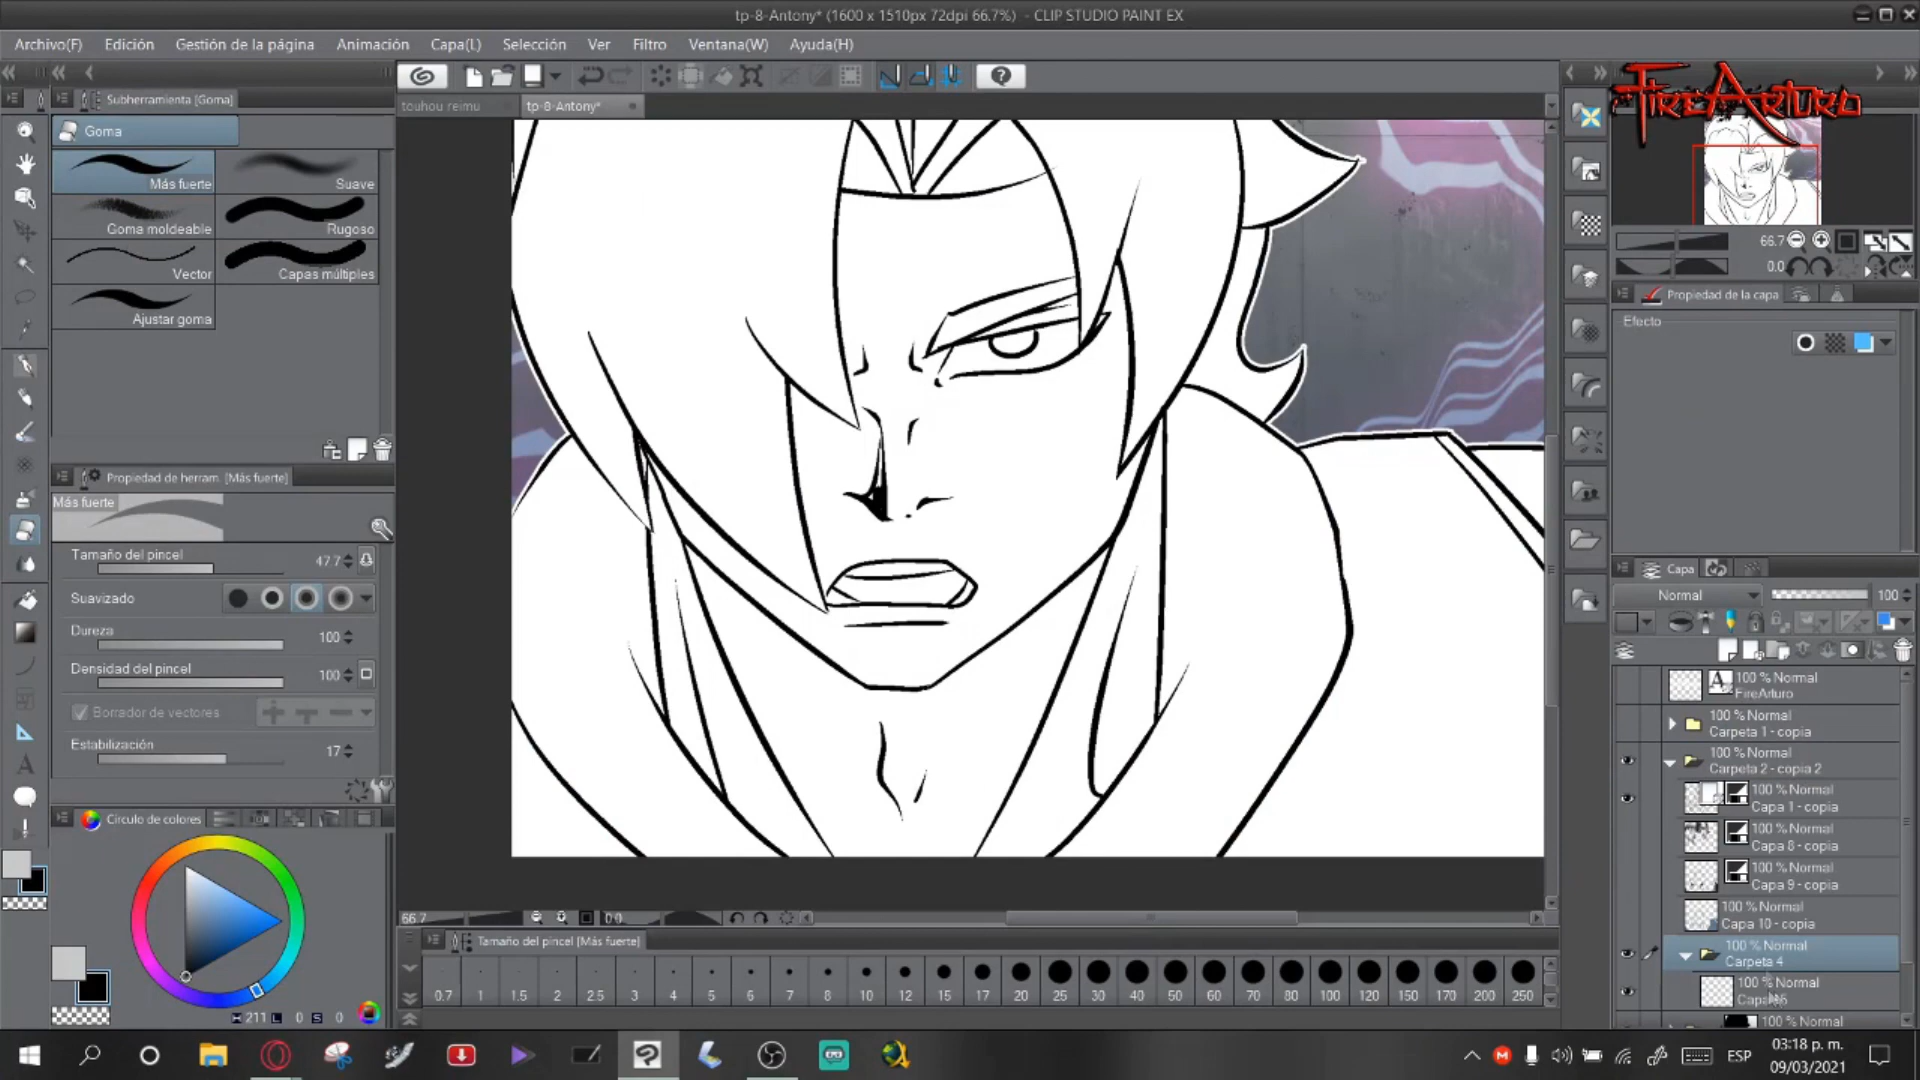 tp-8-Antony* (1600 x 1510px 72dpi 66.7%) - CLIP STUDIO PAINT EX
Archivo(F) Edición Gestión de la página Animación Capa(L) Selección Ver Filtro Ventana(W) Ayuda(H)
Subherramienta [Goma]
touhou reimu tp-8-Antony*
FireArturo
Goma
Más fuerte Suave
Goma moldeable Rugoso
Vector Capas múltiples
Ajustar goma
66.7
0.0
Propiedad de la capa
Efecto
Propiedad de herram. [Más fuerte]
Más fuerte
Tamaño del pincel 47.7
Suavizado
Dureza 100
Densidad del pincel 100
Borrador de vectores
Estabilización 17
Capa
Normal 100
100 % Normal
FireArturo
100 % Normal
Carpeta 1 - copia
100 % Normal
Carpeta 2 - copia 2
100 % Normal
Capa 1 - copia
100 % Normal
Capa 8 - copia
100 % Normal
Capa 9 - copia
100 % Normal
Capa 10 - copia
100 % Normal
Carpeta 4
100 % Normal
100 % Normal
Círculo de colores
211 L 0 S 0
66.7 0.0
Tamaño del pincel [Más fuerte]
0.7 1 1.5 2 2.5 3 4 5 6 7 8 10 12 15 17 20 25 30 40 50 60 70 80 100 120 150 170 200 250
ESP
03:18 p. m.
09/03/2021